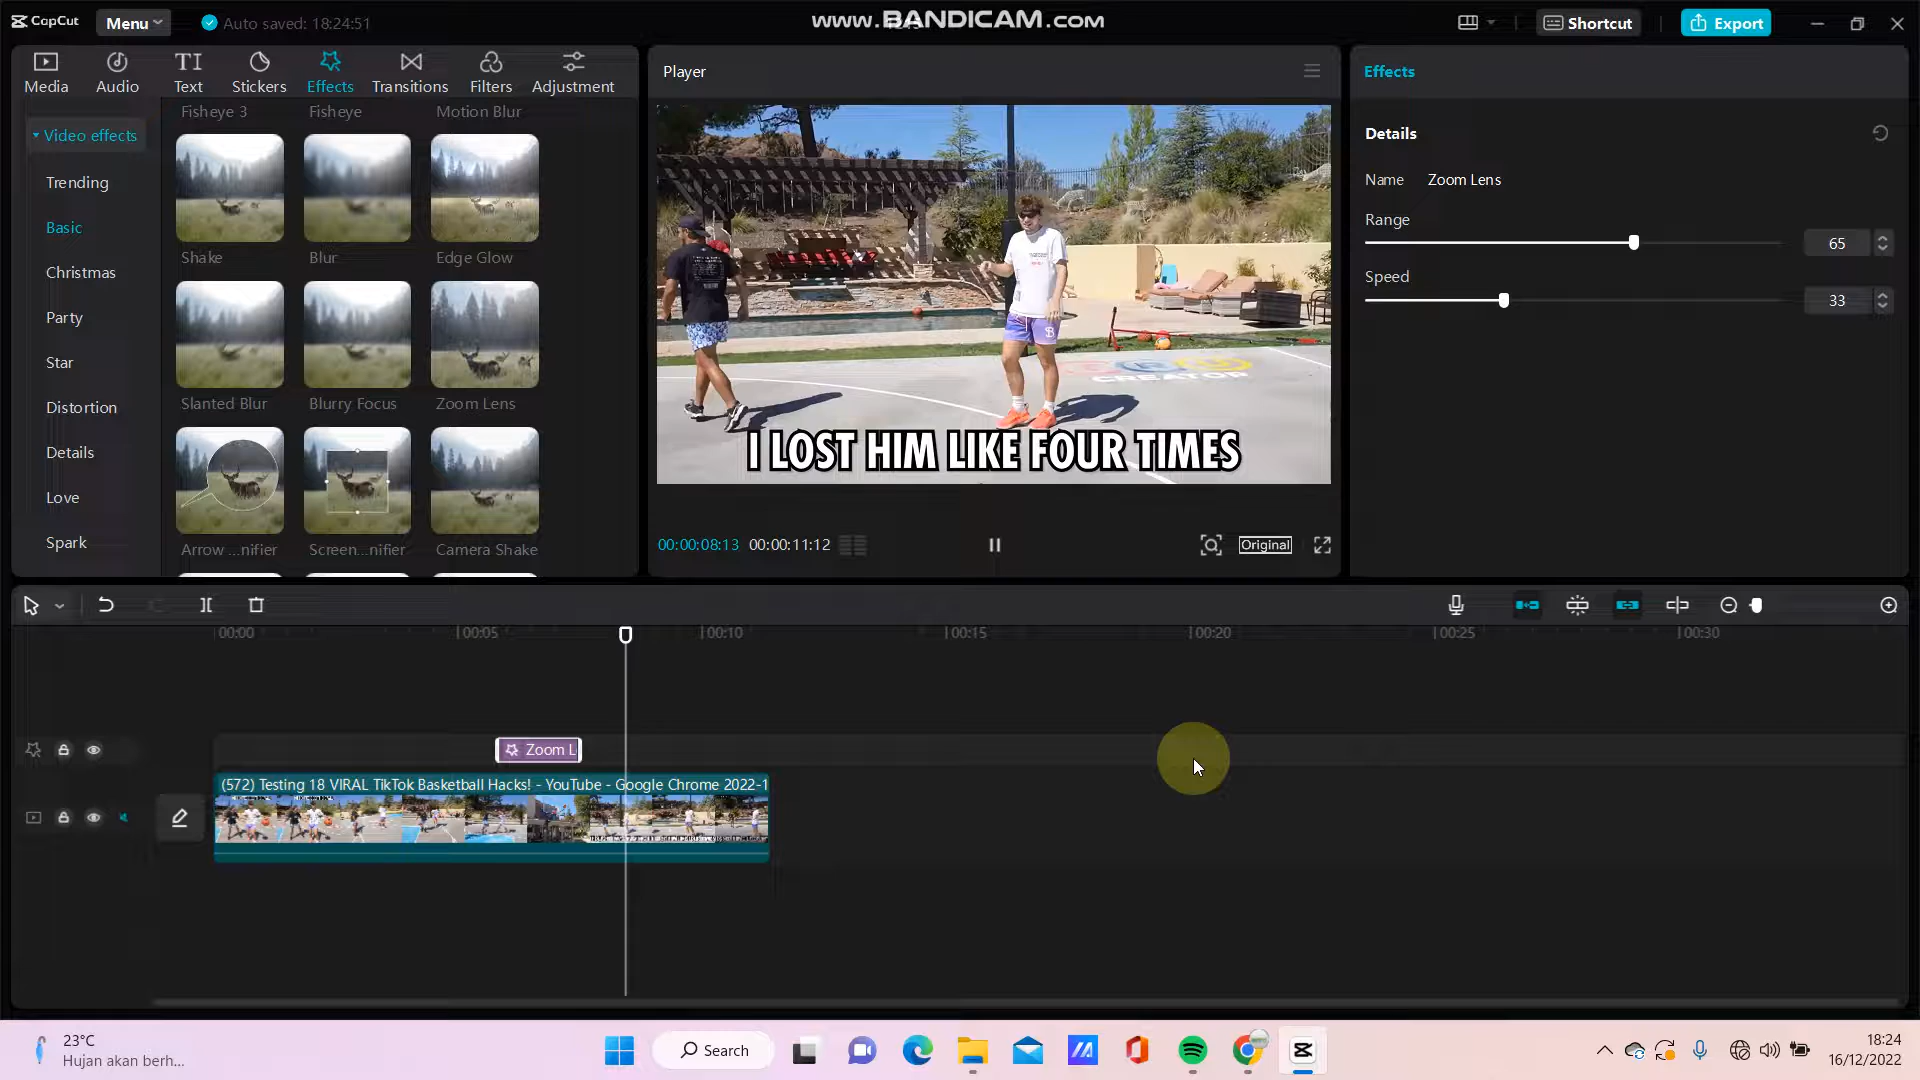 CapCut
Menu
Auto saved: 18:24:51
www.BANDICAM.com
Shortcut
Export
Media
Audio
Text
Stickers
Effects
Transitions
Filters
Adjustment
Video effects
Trending
Basic
Christmas
Party
Star
Distortion
Details
Love
Spark
Fisheye 3
Fisheye
Motion Blur
Shake
Blur
Edge Glow
Slanted Blur
Blurry Focus
Zoom Lens
Arrow ...nifier
Screen...nifier
Camera Shake
Player
CREATOR
I LOST HIM LIKE FOUR TIMES
00:00:08:13
00:00:11:12
Original
Effects
Details
Name
Zoom Lens
Range
65
Speed
33
00:00
00:05
00:10
00:15
00:20
00:25
00:30
Zoom L
(572) Testing 18 VIRAL TikTok Basketball Hacks! - YouTube - Google Chrome 2022-1
23°C
Hujan akan berh...
Search
18:24
16/12/2022